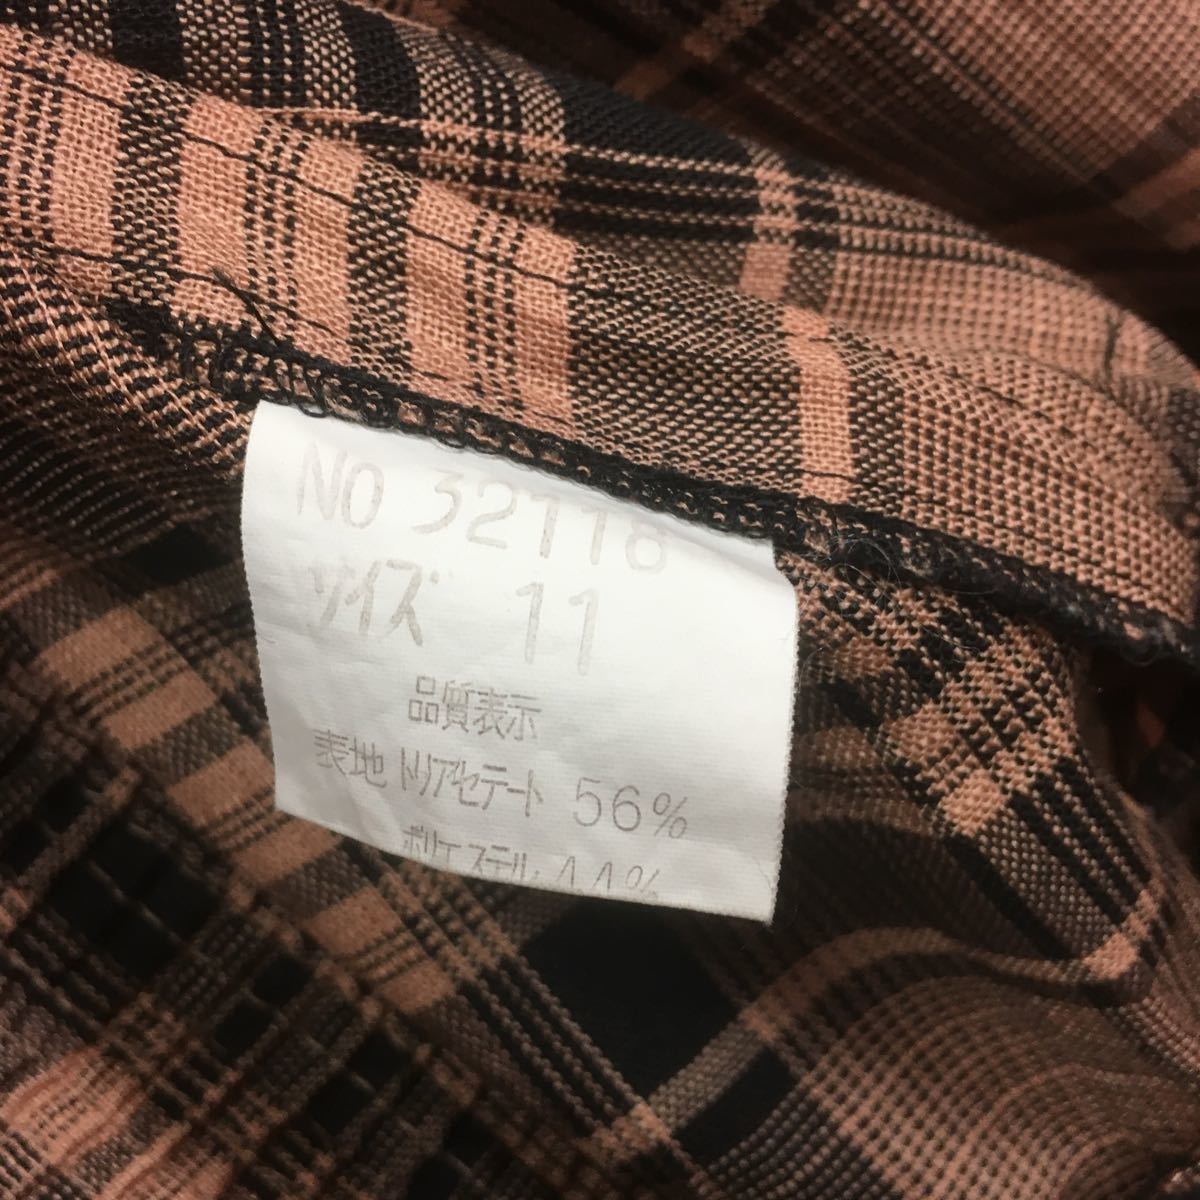 NO 32118
サイズ 11
品質表示
表地 トリアセテート 56%
ポリエステル 44%